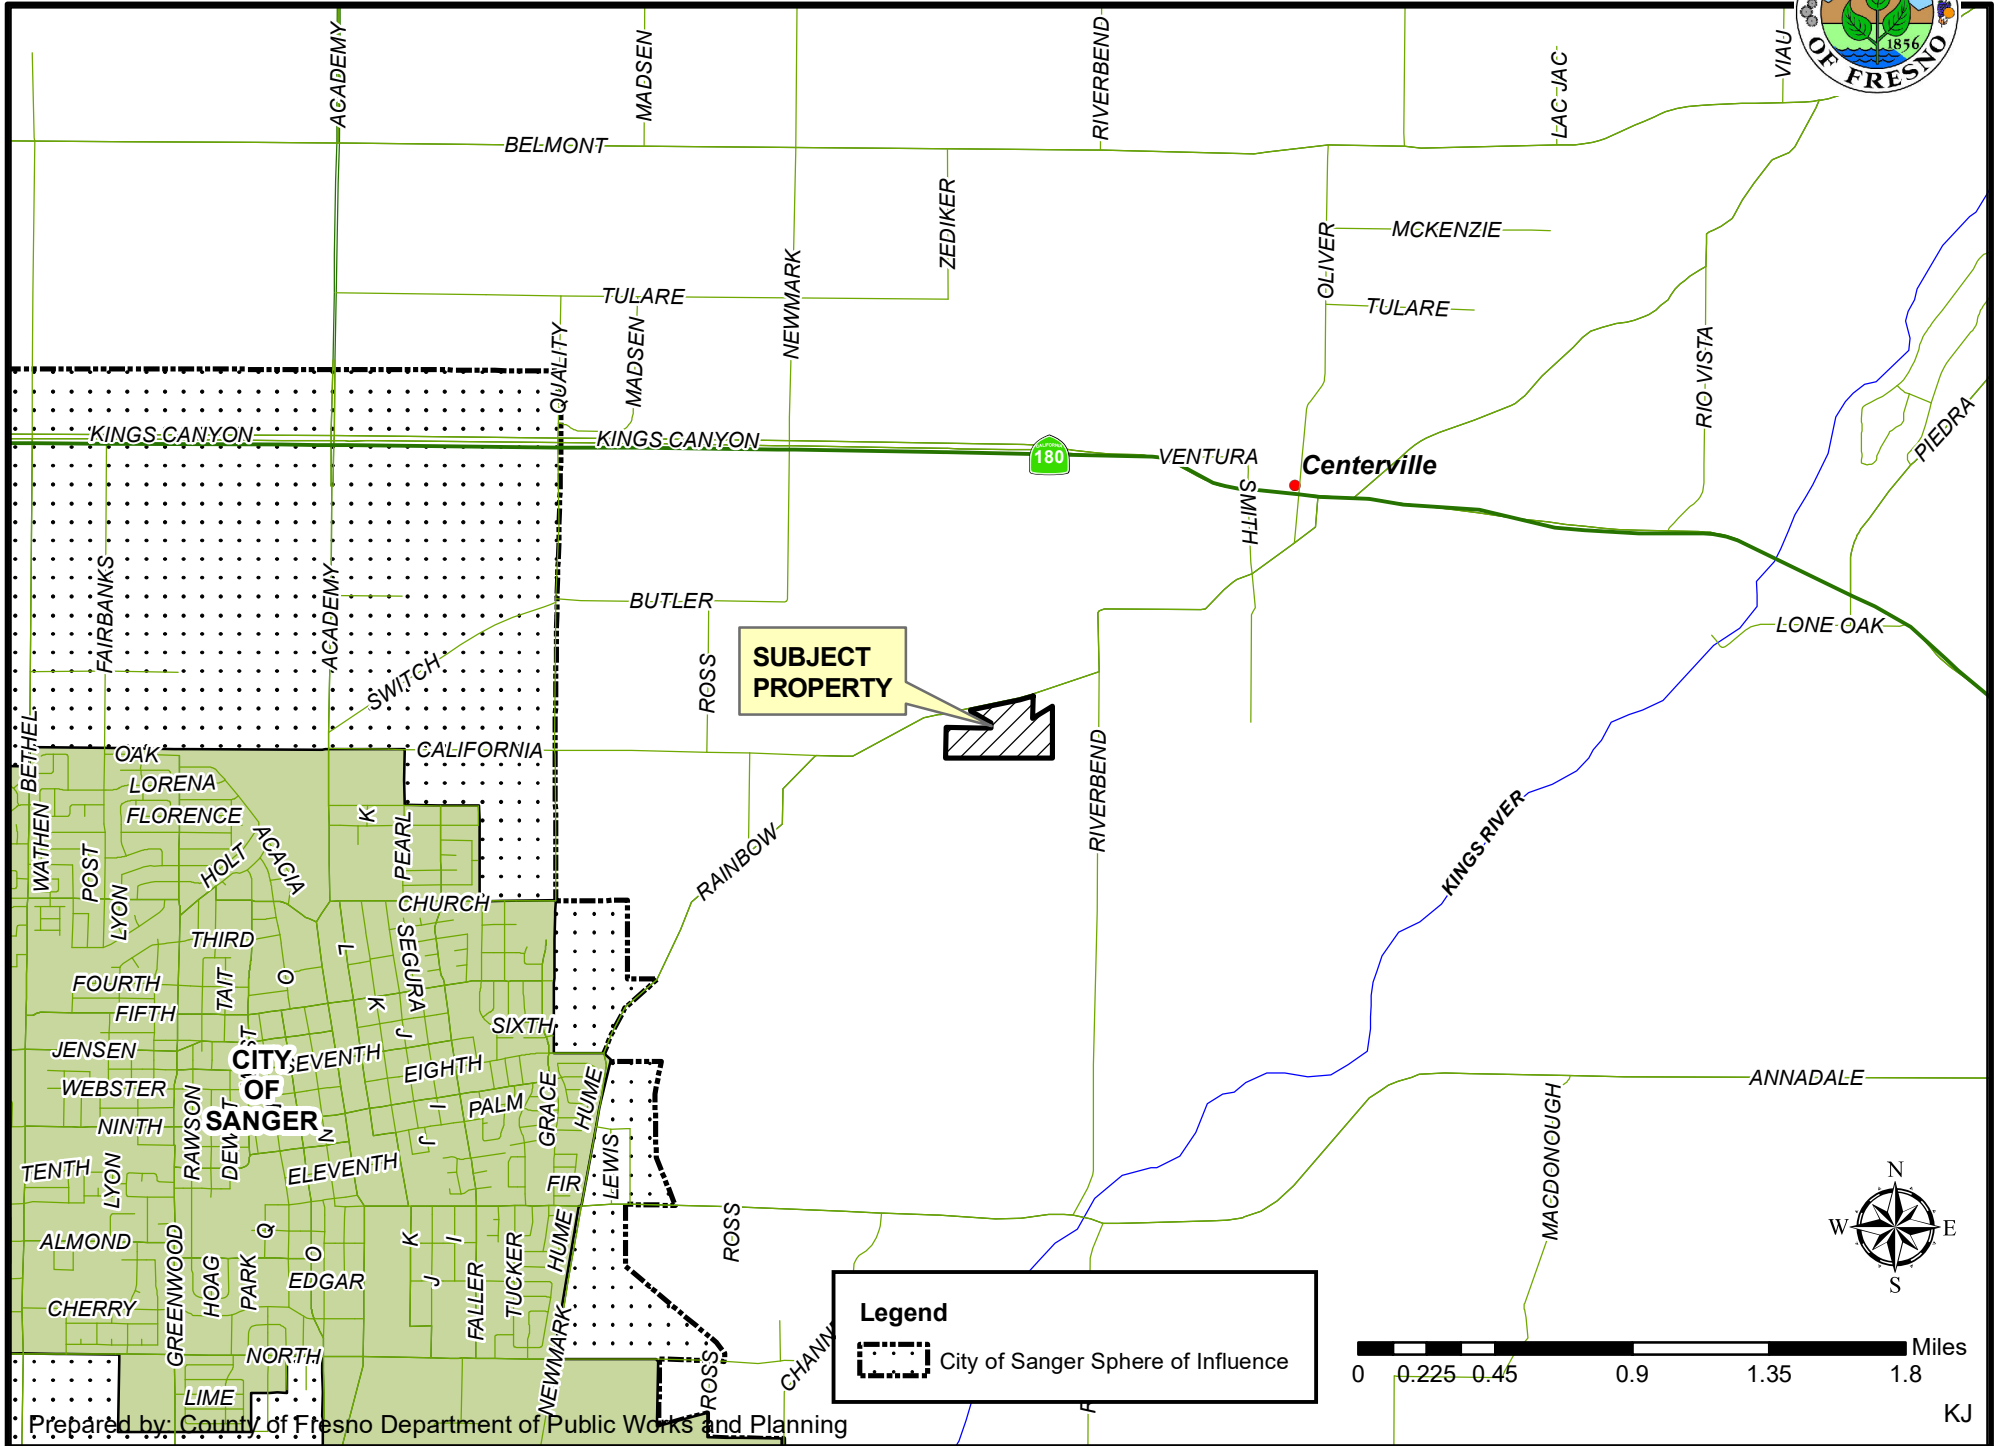 ACADEMY
MADSEN
RIVERBEND
LAC JAC
VIAU
1856
OF FRESNO
BELMONT
ZEDIKER
MCKENZIE
OLIVER
NEWMARK
TULARE
TULARE
QUALITY
MADSEN
RIO VISTA
PIEDRA
KINGS CANYON
KINGS CANYON
CALIFORNIA
180
VENTURA
Centerville
SMITH
FAIRBANKS
ACADEMY
BUTLER
LONE OAK
SWITCH
ROSS
SUBJECT
PROPERTY
BETHEL
OAK
CALIFORNIA
RIVERBEND
LORENA
FLORENCE
K
PEARL
WATHEN
POST
HOLT
ACACIA
RAINBOW
KINGS RIVER
LYON
CHURCH
THIRD
L
SEGURA
FOURTH
TAIT
O
K
FIFTH
J
SIXTH
JENSEN
CITY
OF
SANGER
SEVENTH
EIGHTH
WEBSTER
RAWSON
I
PALM
GRACE
HUME
ANNADALE
NINTH
N
J
MACDONOUGH
TENTH
LYON
ELEVENTH
FIR
LEWIS
N
W
E
S
ALMOND
GREENWOOD
Q
O
K
I
HUME
ROSS
HOAG
PARK
EDGAR
J
FALLER
TUCKER
CHERRY
NEWMARK
NORTH
LIME
ROSS
Legend
City of Sanger Sphere of Influence
Miles
0 0.225 0.45 0.9 1.35 1.8
Prepared by: County of Fresno Department of Public Works and Planning
KJ